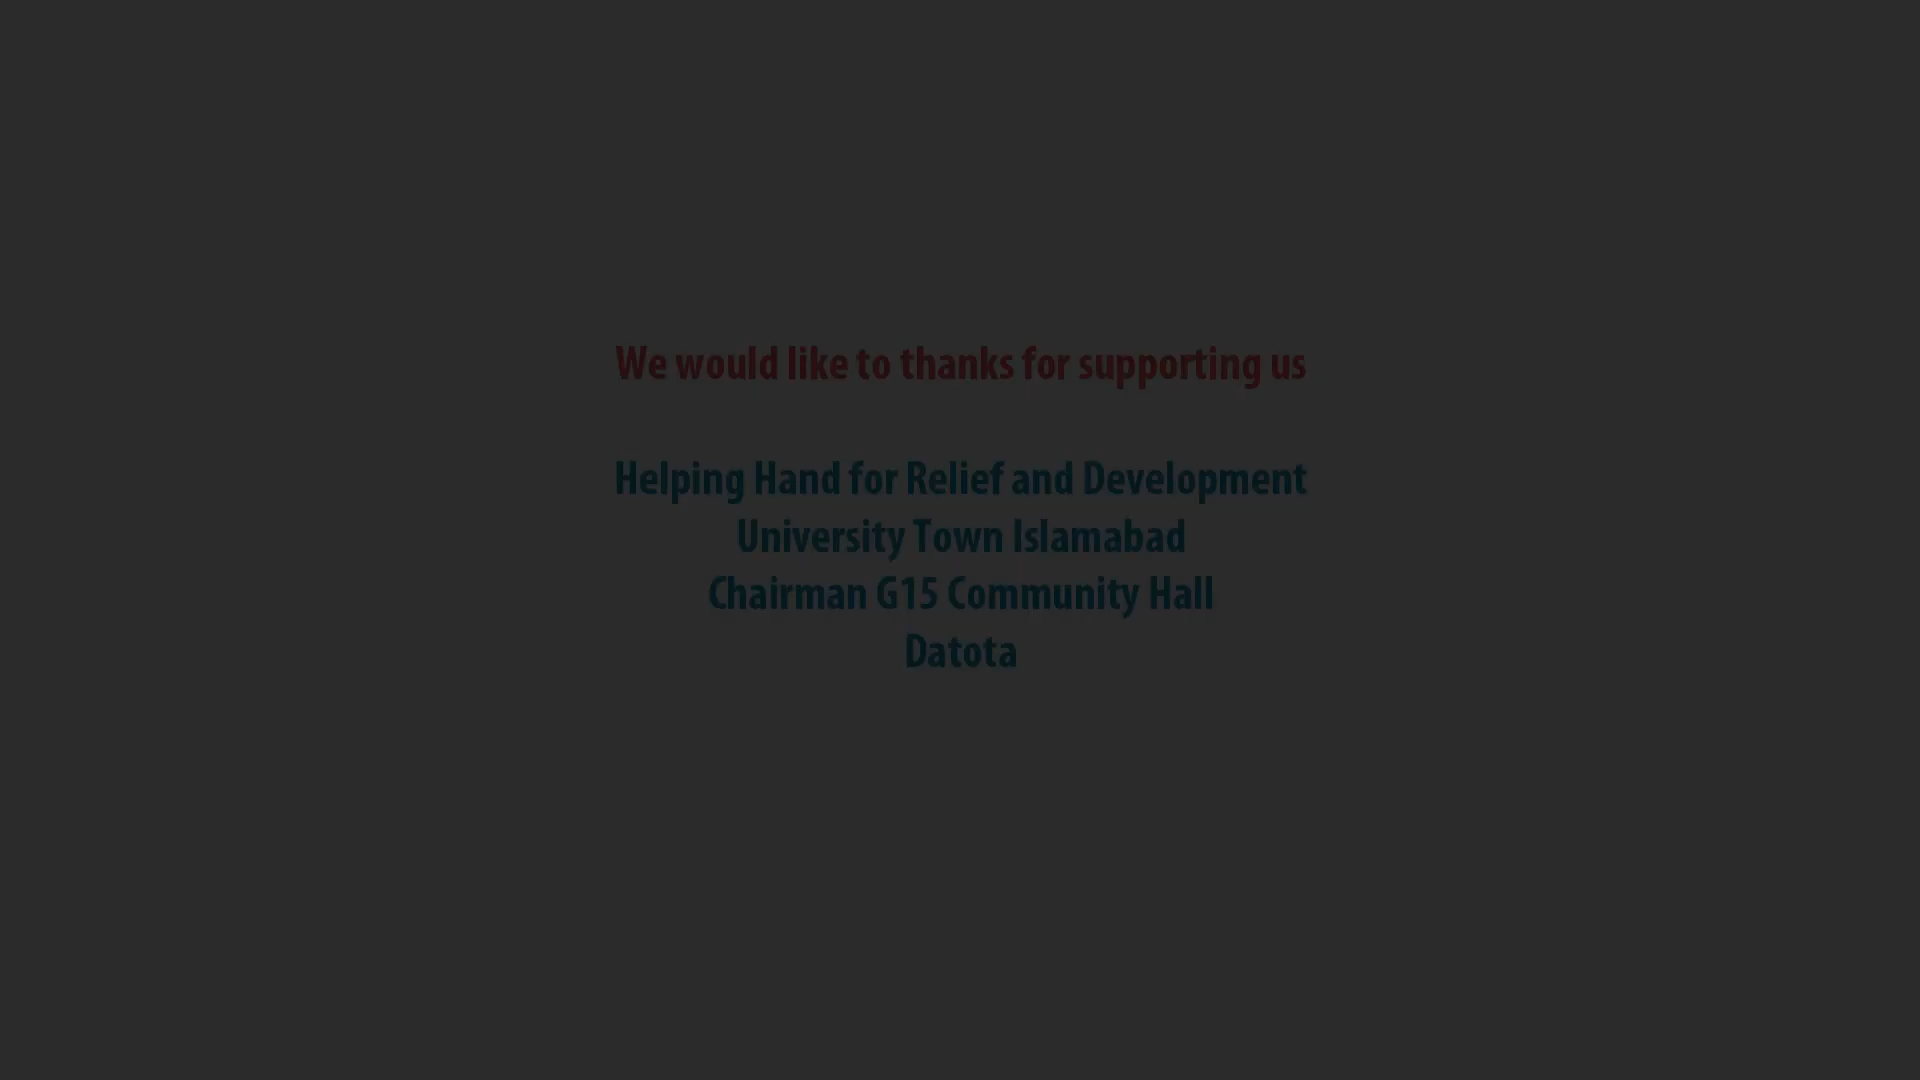 We would like to thanks for supporting us
Helping Hand for Relief and Development
University Town Islamabad
Chairman G15 Community Hall
Datota